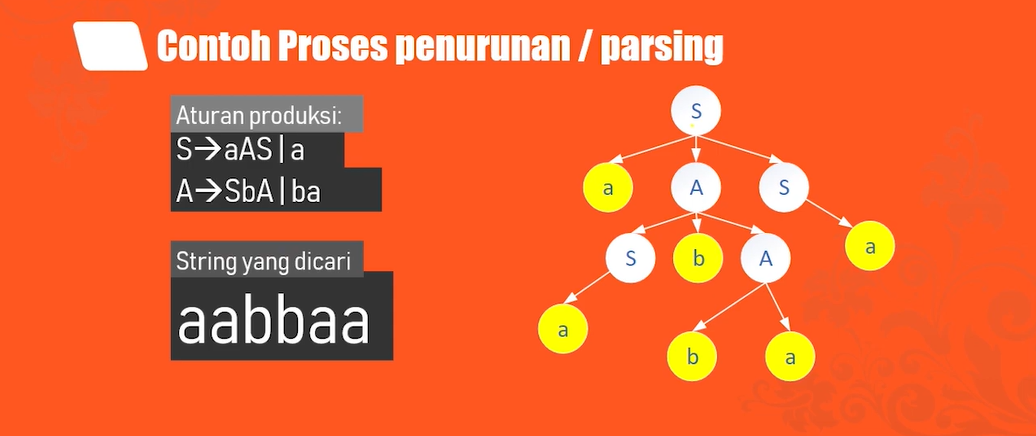 Contoh Proses penurunan / parsing
Aturan produksi:
S→aAS | a
A→SbA | ba
String yang dicari
aabbaa
S
a A S
S b A a
a b a